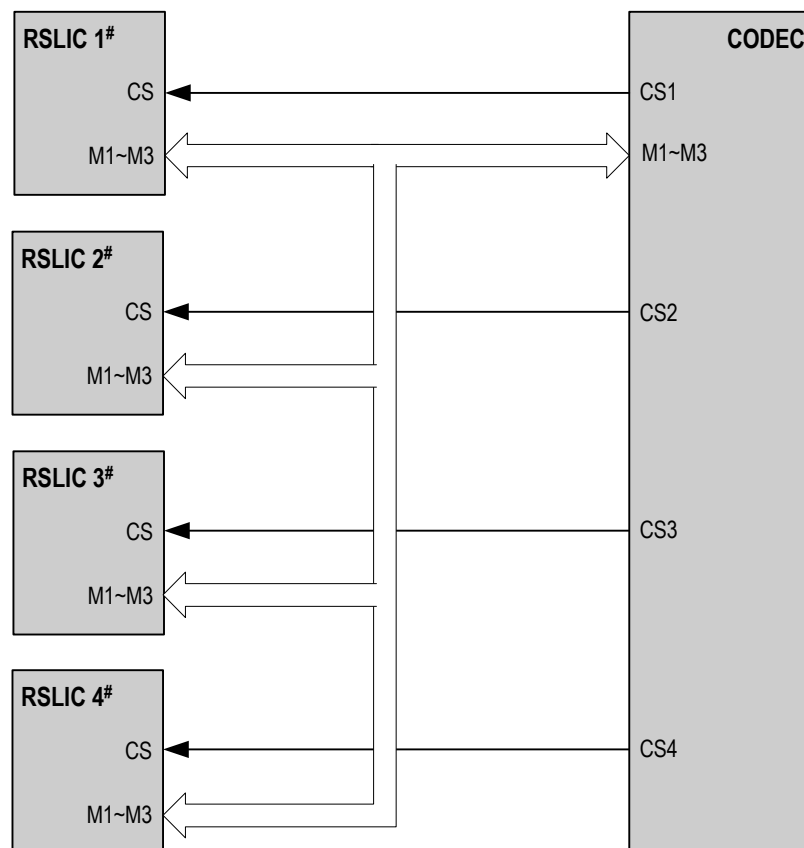 RSLIC 1#
CODEC
CS
CS1
M1~M3
M1~M3
RSLIC 2#
CS
CS2
M1~M3
RSLIC 3#
CS
CS3
M1~M3
RSLIC 4#
CS
CS4
M1~M3